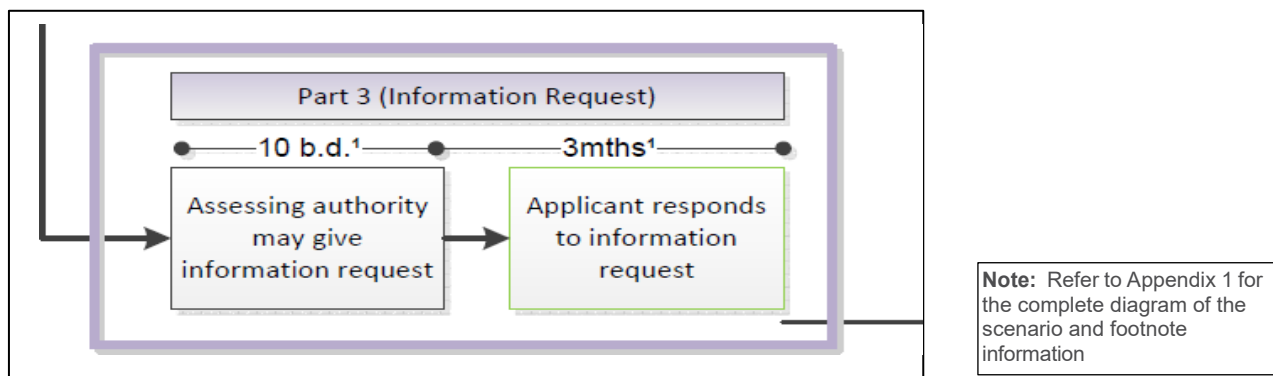 Part 3 (Information Request)
10 b.d.¹
3mths¹
Assessing authority
may give
information request
Applicant responds
to information
request
Note: Refer to Appendix 1 for
the complete diagram of the
scenario and footnote
information